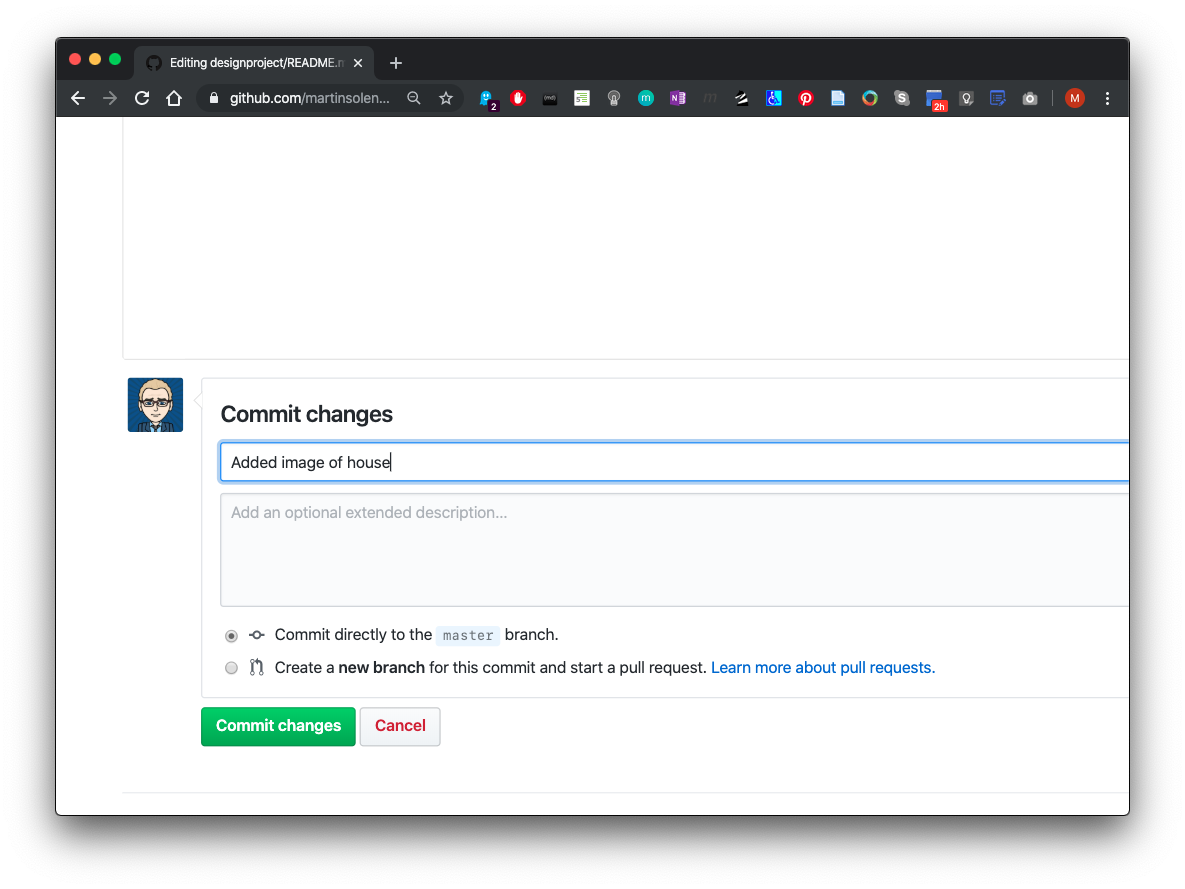 Editing designproject/README.m
github.com/martinsolen...
2
m
N
m
S
2h
M
Commit changes
Added image of house
Add an optional extended description...
Commit directly to the master branch.
Create a new branch for this commit and start a pull request. Learn more about pull requests.
Commit changes
Cancel